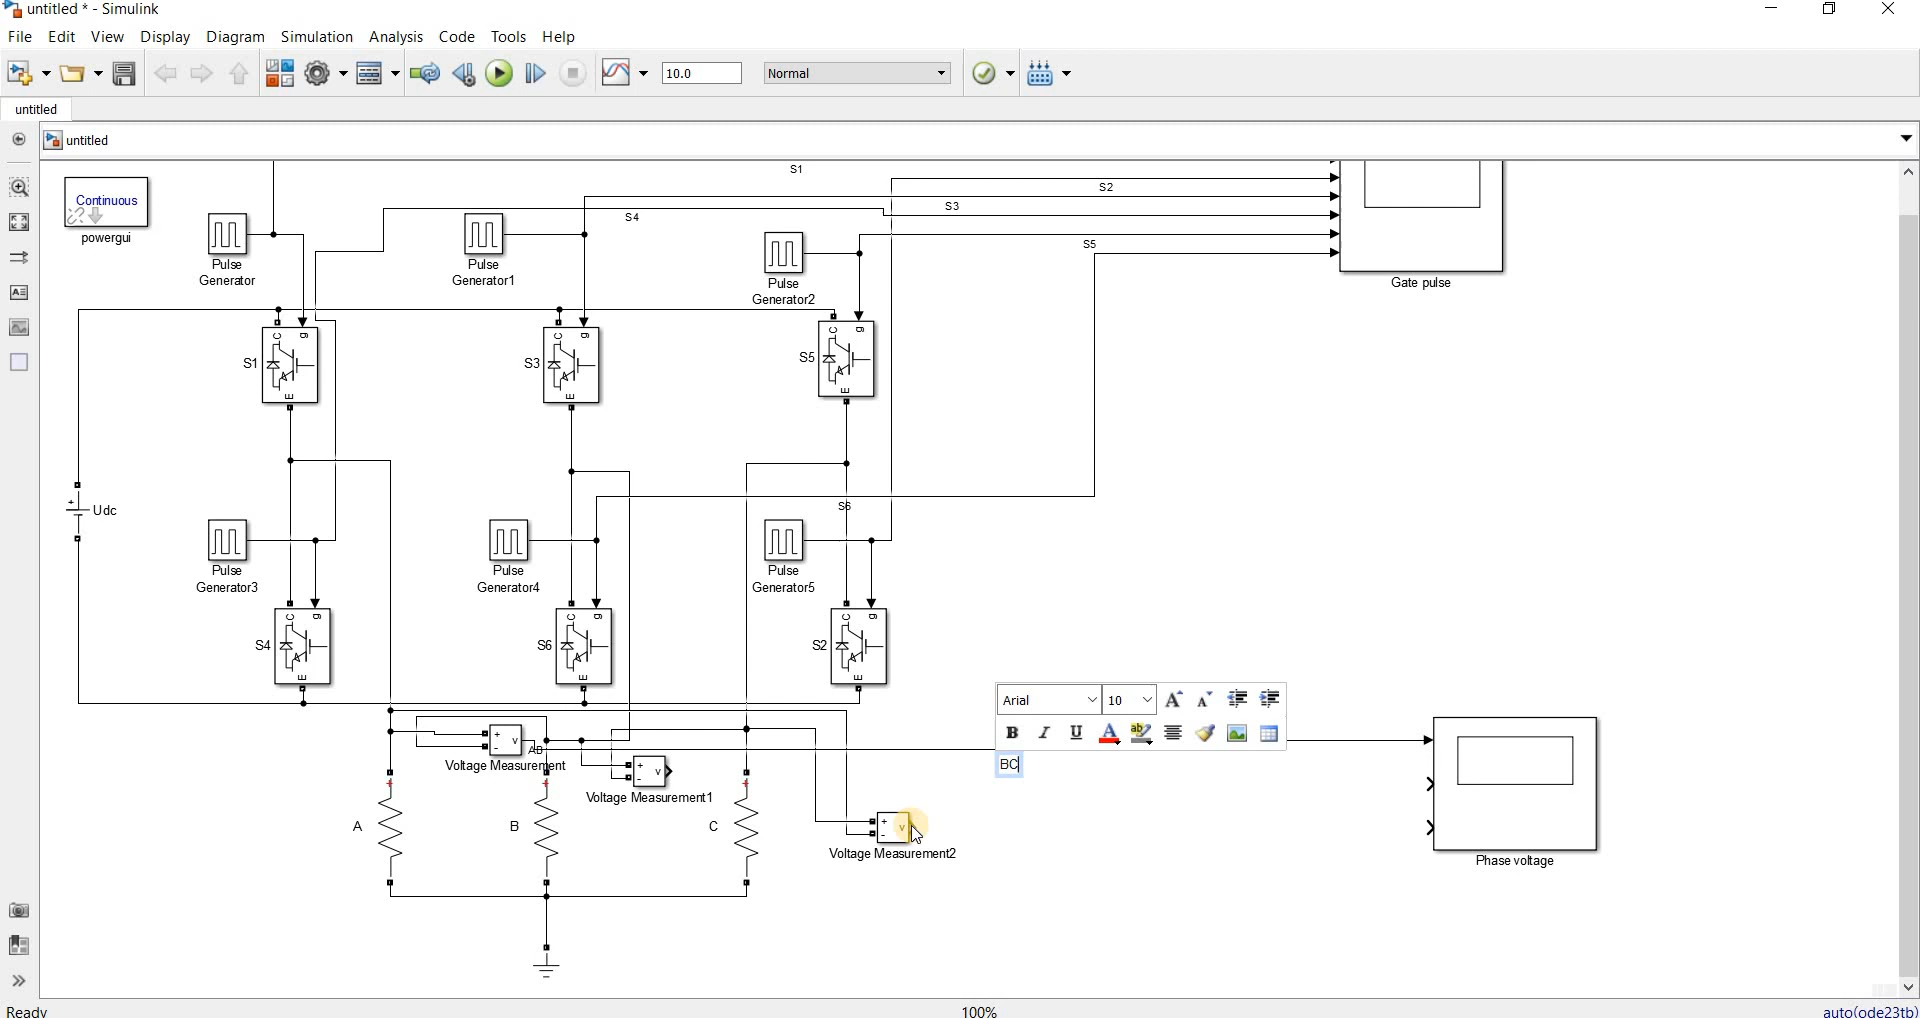 untitled * - Simulink
File Edit View Display Diagram Simulation Analysis Code Tools Help
10.0
Normal
untitled
untitled
Continuous
powergui
S1
S2
S3
S4
S5
Pulse
Generator
Pulse
Generator1
Pulse
Generator2
Gate pulse
S1
C
g
E
S3
C
g
E
S5
C
g
E
+
Udc
S6
Pulse
Generator3
Pulse
Generator4
Pulse
Generator5
S4
C
g
E
S6
C
g
E
S2
C
g
E
Arial
10
B I U A ab
BC
+
-
v
AB
Voltage Measurement
+
-
v
Voltage Measurement1
+
-
v
Voltage Measurement2
+
A
+
B
+
C
Phase voltage
Ready
100%
auto(ode23tb)